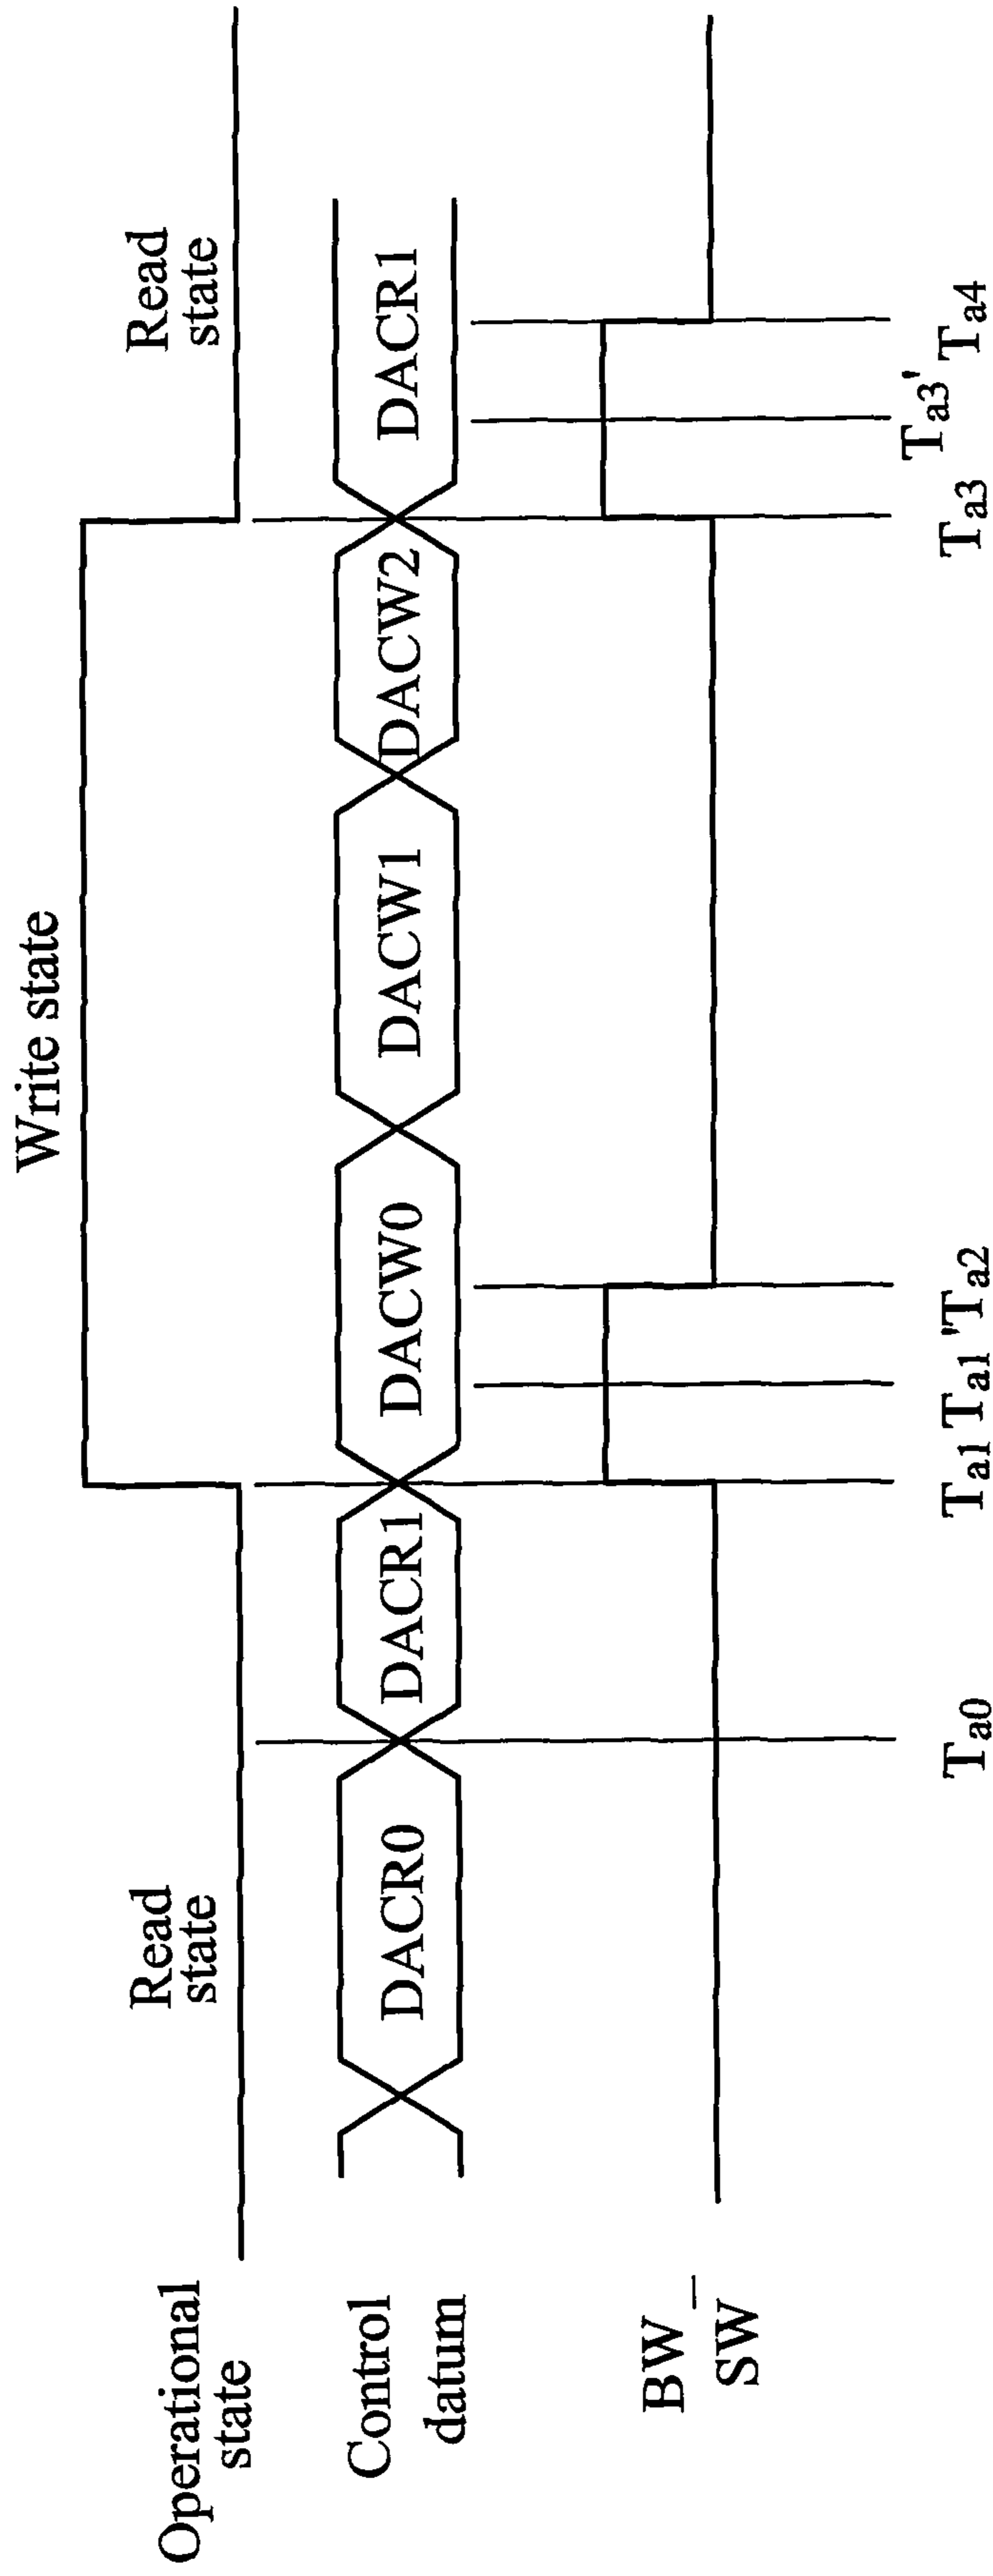 Write state
Read
state
Read
state
Operational
state
Control
datum
DACR0
DACR1
DACW0
DACW1
DACW2
DACR1
BW_
SW
Ta0
Ta1
Ta1'
Ta2
Ta3
Ta3'
Ta4